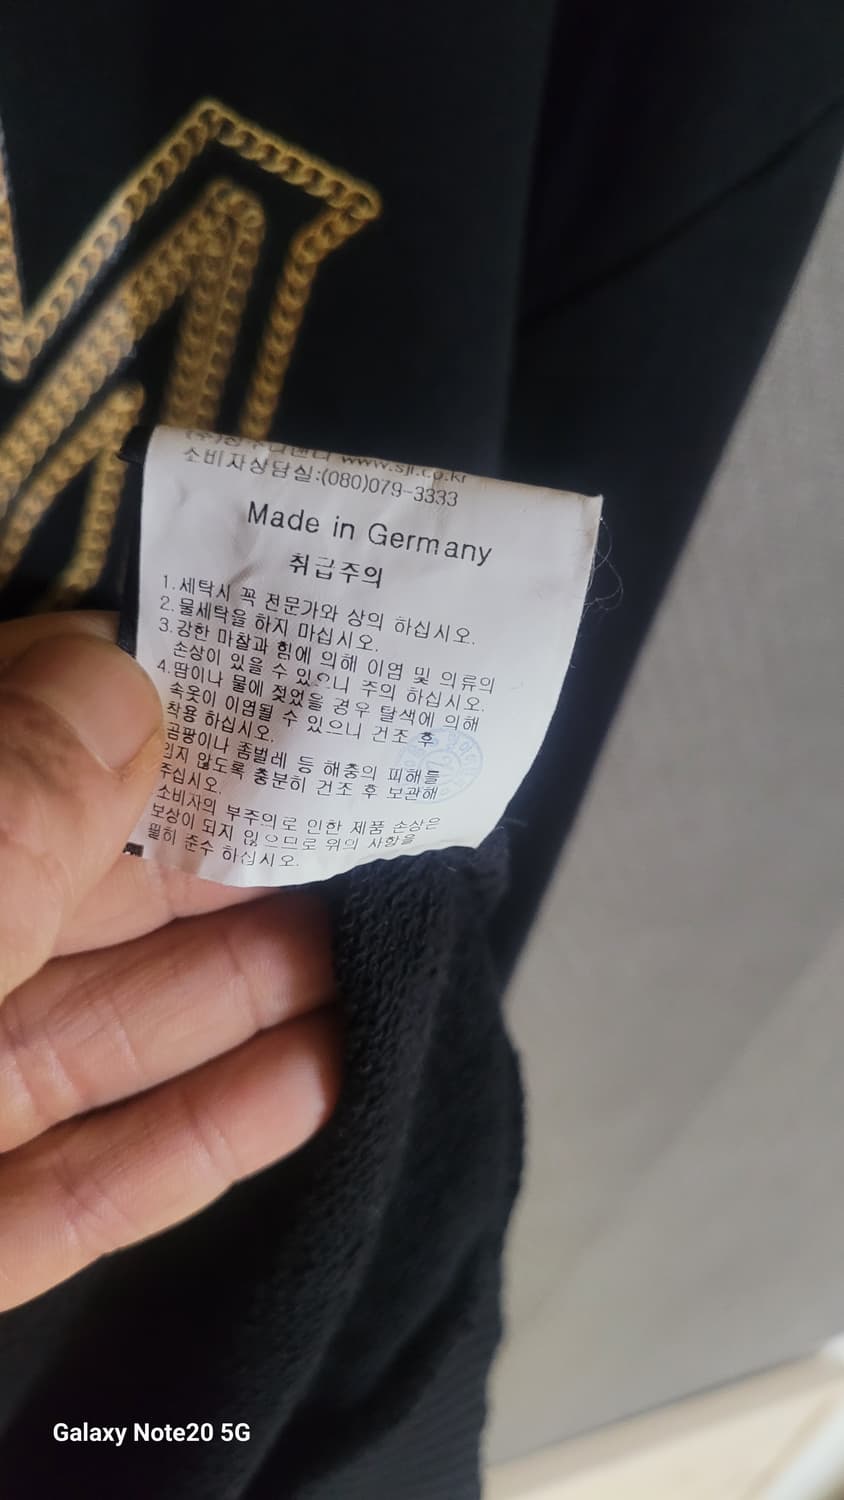 www.sji.co.kr
소비자상담실:(080)079-3333
Made in Germany
취급주의
1.세탁시 꼭 전문가와 상의 하십시오.
2.물세탁을 하지 마십시오.
3.강한 마찰과 힘에 의해 이염 및 의류의
손상이 있을 수 있으니 주의 하십시오.
4.땀이나 물에 젖었을 경우 탈색에 의해
속옷이 이염될 수 있으니 건조 후
착용 하십시오.
곰팡이나 좀벌레 등 해충의 피해를
않도록 충분히 건조 후 보관해
주십시오.
소비자의 부주의로 인한 제품 손상은
보상이 되지 않으므로 위의 사항을
필히 준수 하십시오.
Galaxy Note20 5G